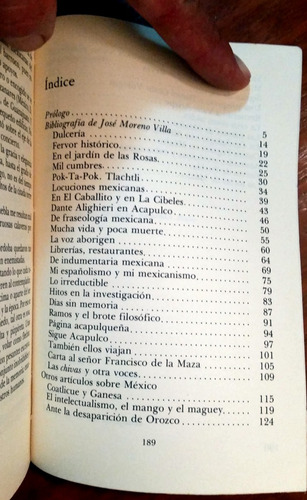 Índice
Prólogo 5
Bibliografía de José Moreno Villa 14
Dulcería 19
Fervor histórico 22
En el jardín de las Rosas 25
Mil cumbres 30
Pok-Ta-Pok. Tlachtli 34
Locuciones mexicanas 39
En El Caballito y en La Cibeles 43
Dante Alighieri en Acapulco 46
De fraseología mexicana 50
Mucha vida y poca muerte 55
La voz aborigen 60
Librerías, restaurantes 64
De indumentaria mexicana 69
Mi españolismo y mi mexicanismo 75
Lo irreductible 79
Hitos en la investigación 83
Días sin memoria 87
Ramos y el brote filosófico 91
Página acapulqueña 94
Sigue Acapulco 97
También ellos viajan 101
Carta al señor Francisco de la Maza 105
Las chivas y otra voces 109
Otros artículos sobre México
Coatlicue y Ganesa 115
El intelectualismo, el mango y el maguey 119
Ante la desaparición de Orozco 124
189